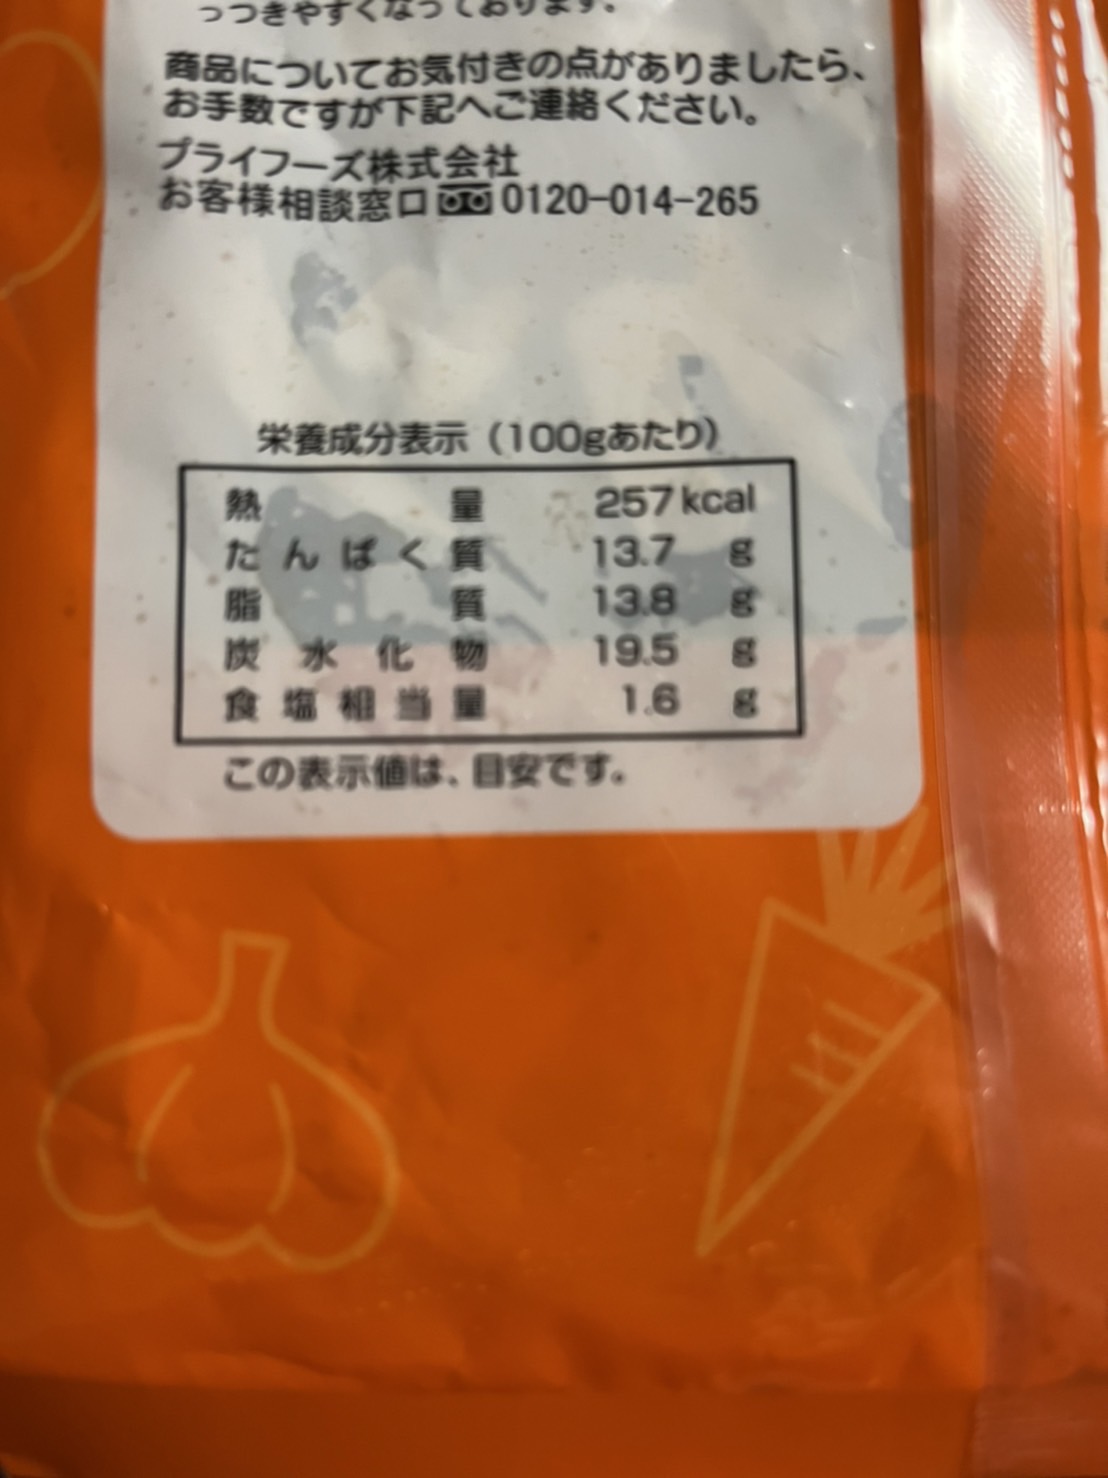 っつきやすくなっております。
商品についてお気付きの点がありましたら、
お手数ですが下記へご連絡ください。
プライフーズ株式会社
お客様相談窓口 0120-014-265
栄養成分表示（100gあたり）
熱量 257kcal
たんぱく質 13.7 g
脂質 13.8 g
炭水化物 19.5 g
食塩相当量 1.6 g
この表示値は、目安です。